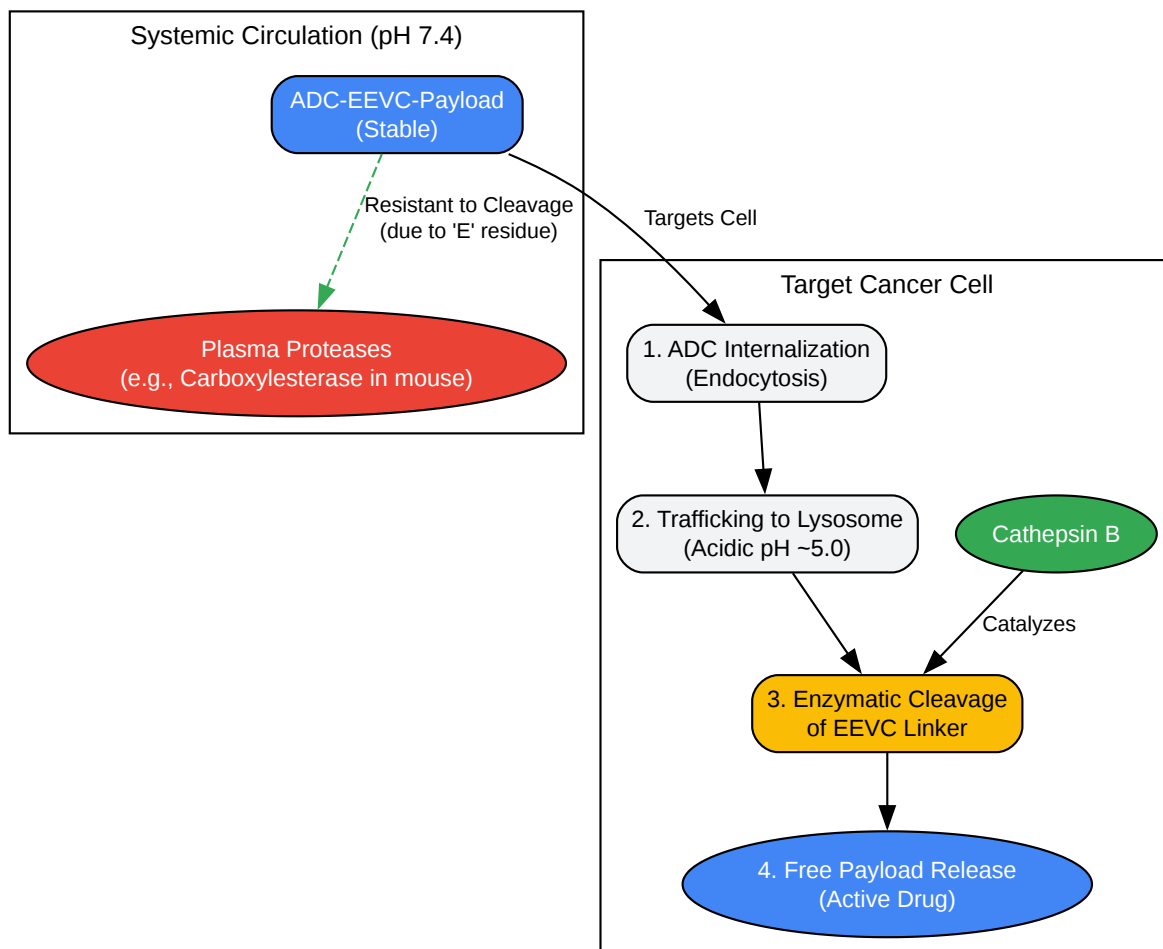 Systemic Circulation (pH 7.4)
ADC-EEVC-Payload
(Stable)
Resistant to Cleavage
(due to 'E' residue)
Targets Cell
Plasma Proteases
(e.g., Carboxylesterase in mouse)
Target Cancer Cell
1. ADC Internalization
(Endocytosis)
2. Trafficking to Lysosome
(Acidic pH ~5.0)
Cathepsin B
Catalyzes
3. Enzymatic Cleavage
of EEVC Linker
4. Free Payload Release
(Active Drug)